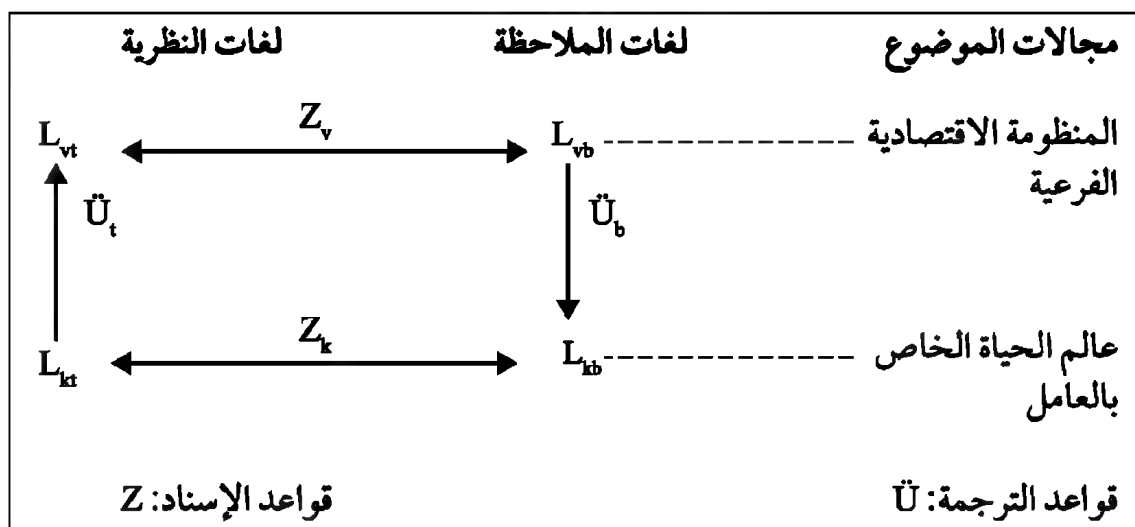 مجالات الموضوع لغات الملاحظة لغات النظرية
المنظومة الاقتصادية L_vb Z_v L_vt
الفرعية
Ü_b Ü_t
عالم الحياة الخاص L_kb Z_k L_kt
بالعامل
قواعد الترجمة: Ü قواعد الإسناد: Z